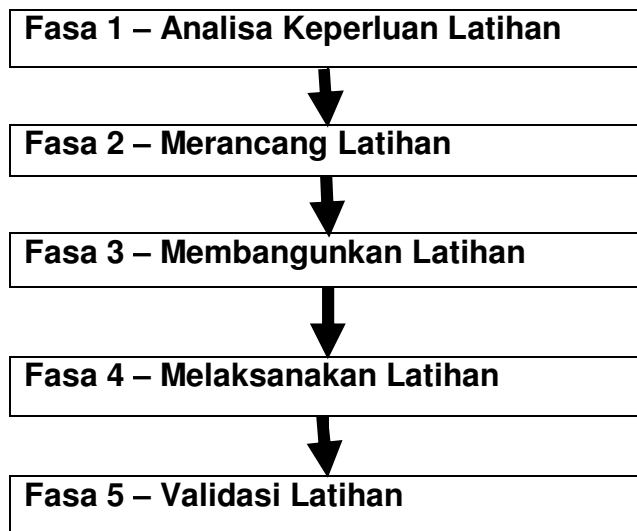 Fasa 1 – Analisa Keperluan Latihan
Fasa 2 – Merancang Latihan
Fasa 3 – Membangunkan Latihan
Fasa 4 – Melaksanakan Latihan
Fasa 5 – Validasi Latihan